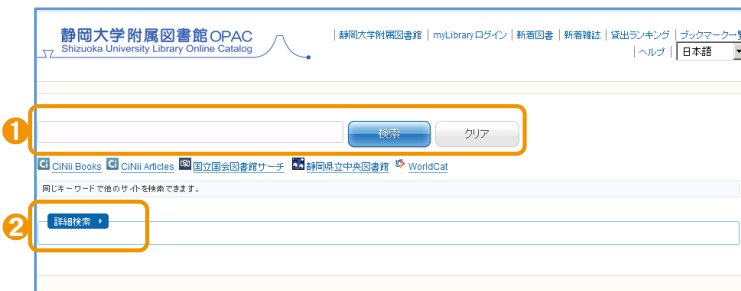 静岡大学附属図書館OPAC
Shizuoka University Library Online Catalog
| 静岡大学附属図書館 | myLibraryログイン | 新着図書 | 新着雑誌 | 貸出ランキング | ブックマーク一覧
| ヘルプ | 日本語
1
検索 クリア
CiNii Books CiNii Articles 国立国会図書館サーチ 静岡県立中央図書館 WorldCat
同じキーワードで他のサイトを検索できます。
2
詳細検索